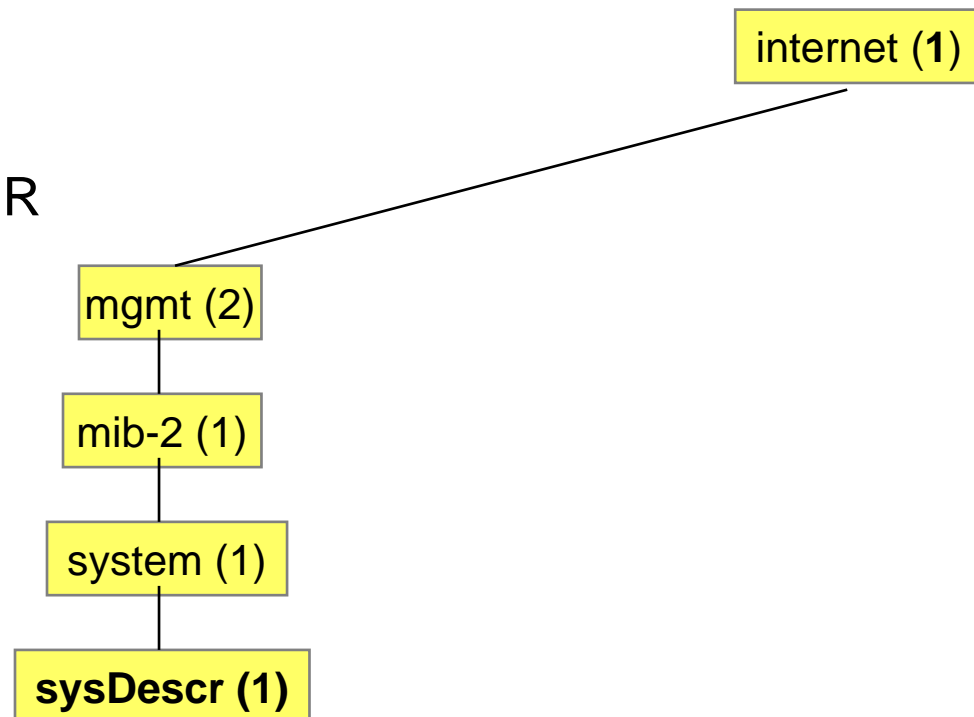 internet (1)
R
mgmt (2)
mib-2 (1)
system (1)
sysDescr (1)